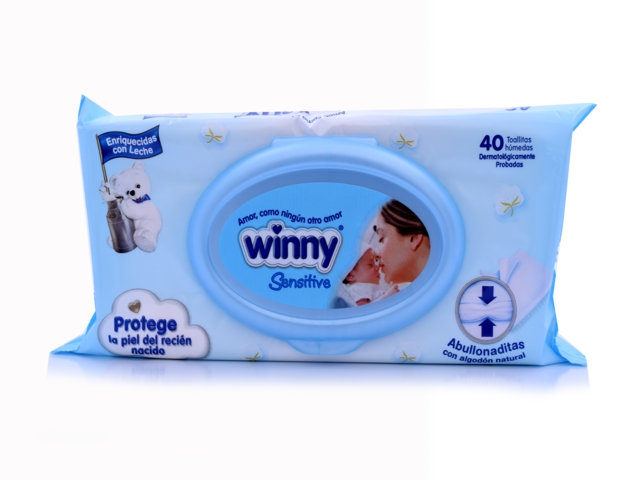 Enriquecidas
con Leche
40 Toallitas
húmedas
Dermatológicamente
Probadas
Amor, como ningún otro amor
winny®
Sensitive
Protege
la piel del recién
nacido
Abullonaditas
con algodón natural